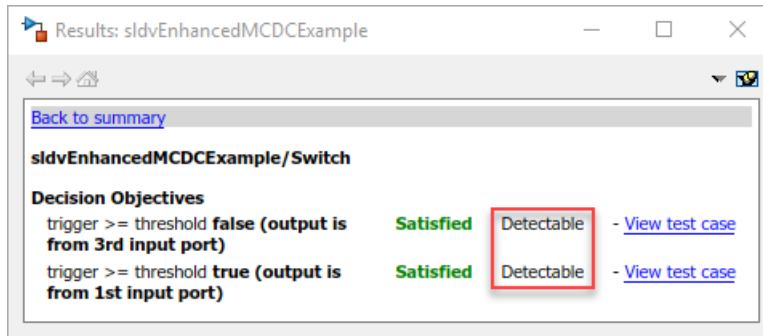 Results: sldvEnhancedMCDCExample
Back to summary
sldvEnhancedMCDCExample/Switch
Decision Objectives
trigger >= threshold false (output is Satisfied Detectable - View test case
from 3rd input port)
trigger >= threshold true (output is Satisfied Detectable - View test case
from 1st input port)